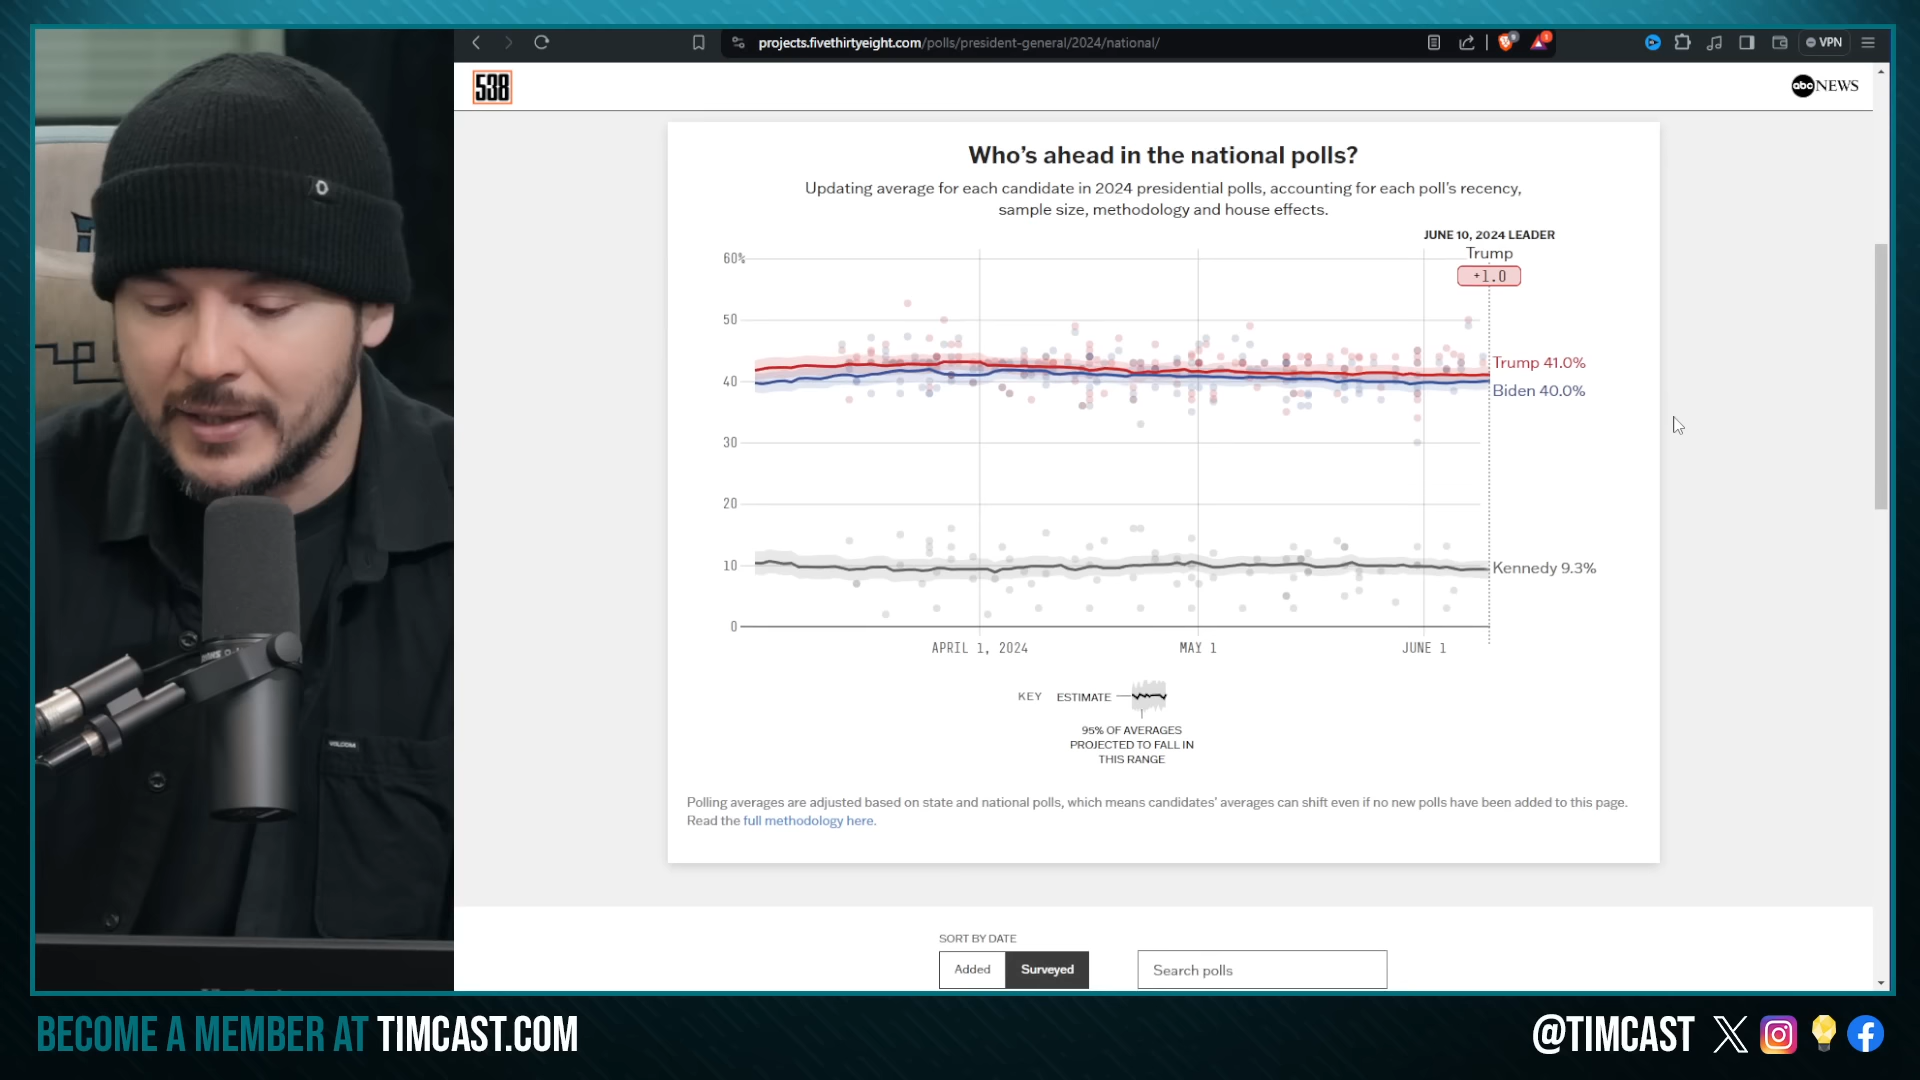 projects.fivethirtyeight.com/polls/president-general/2024/national/
VPN
538
abc NEWS
Who's ahead in the national polls?
Updating average for each candidate in 2024 presidential polls, accounting for each poll's recency,
sample size, methodology and house effects.
JUNE 10, 2024 LEADER
Trump
+1.0
60%
50
40
30
20
10
0
Trump 41.0%
Biden 40.0%
Kennedy 9.3%
APRIL 1, 2024
MAY 1
JUNE 1
KEY
ESTIMATE
95% OF AVERAGES
PROJECTED TO FALL IN
THIS RANGE
Polling averages are adjusted based on state and national polls, which means candidates' averages can shift even if no new polls have been added to this page.
Read the full methodology here.
SORT BY DATE
Added
Surveyed
Search polls
VOLCOM
BECOME A MEMBER AT TIMCAST.COM
@TIMCAST